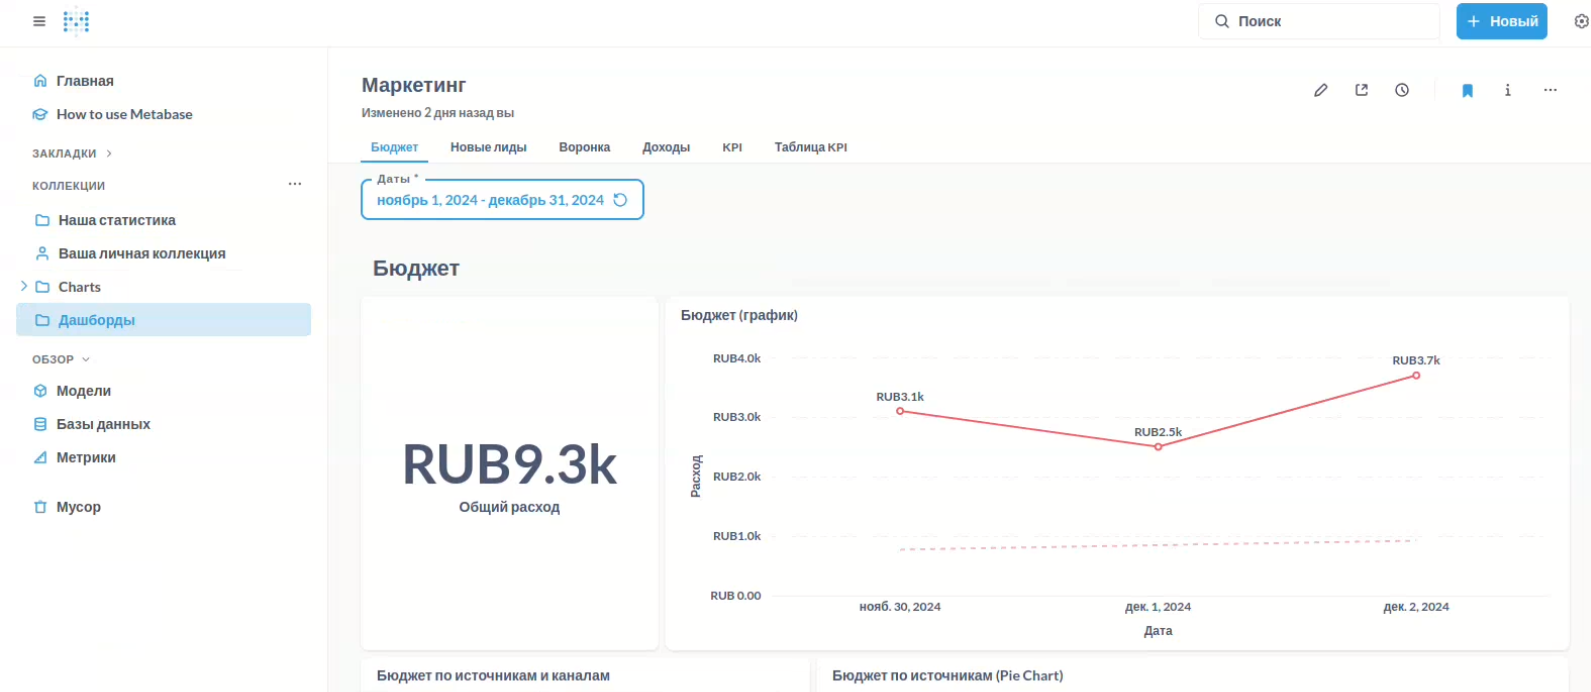 Поиск
+ Новый
Главная
How to use Metabase
ЗАКЛАДКИ
КОЛЛЕКЦИИ
Наша статистика
Ваша личная коллекция
Charts
Дашборды
ОБЗОР
Модели
Базы данных
Метрики
Мусор
Маркетинг
Изменено 2 дня назад вы
Бюджет Новые лиды Воронка Доходы KPI Таблица KPI
Даты *
ноябрь 1, 2024 - декабрь 31, 2024
Бюджет
RUB9.3k
Общий расход
Бюджет (график)
RUB4.0k
RUB3.0k
RUB2.0k
RUB1.0k
RUB 0.00
Расход
RUB3.1k
RUB2.5k
RUB3.7k
нояб. 30, 2024 дек. 1, 2024 дек. 2, 2024
Дата
Бюджет по источникам и каналам
Бюджет по источникам (Pie Chart)